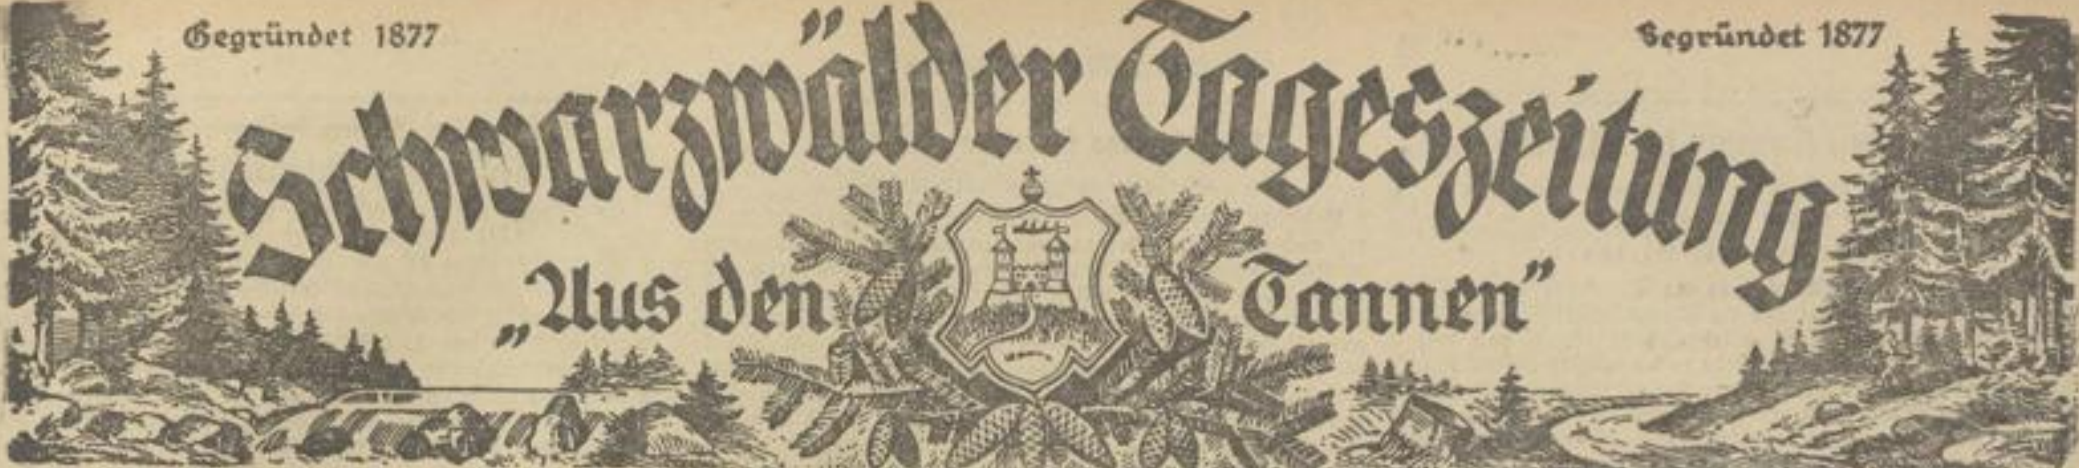 Gegründet 1877
Gegründet 1877
Schwarzwälder Tageszeitung
„Aus den Tannen“